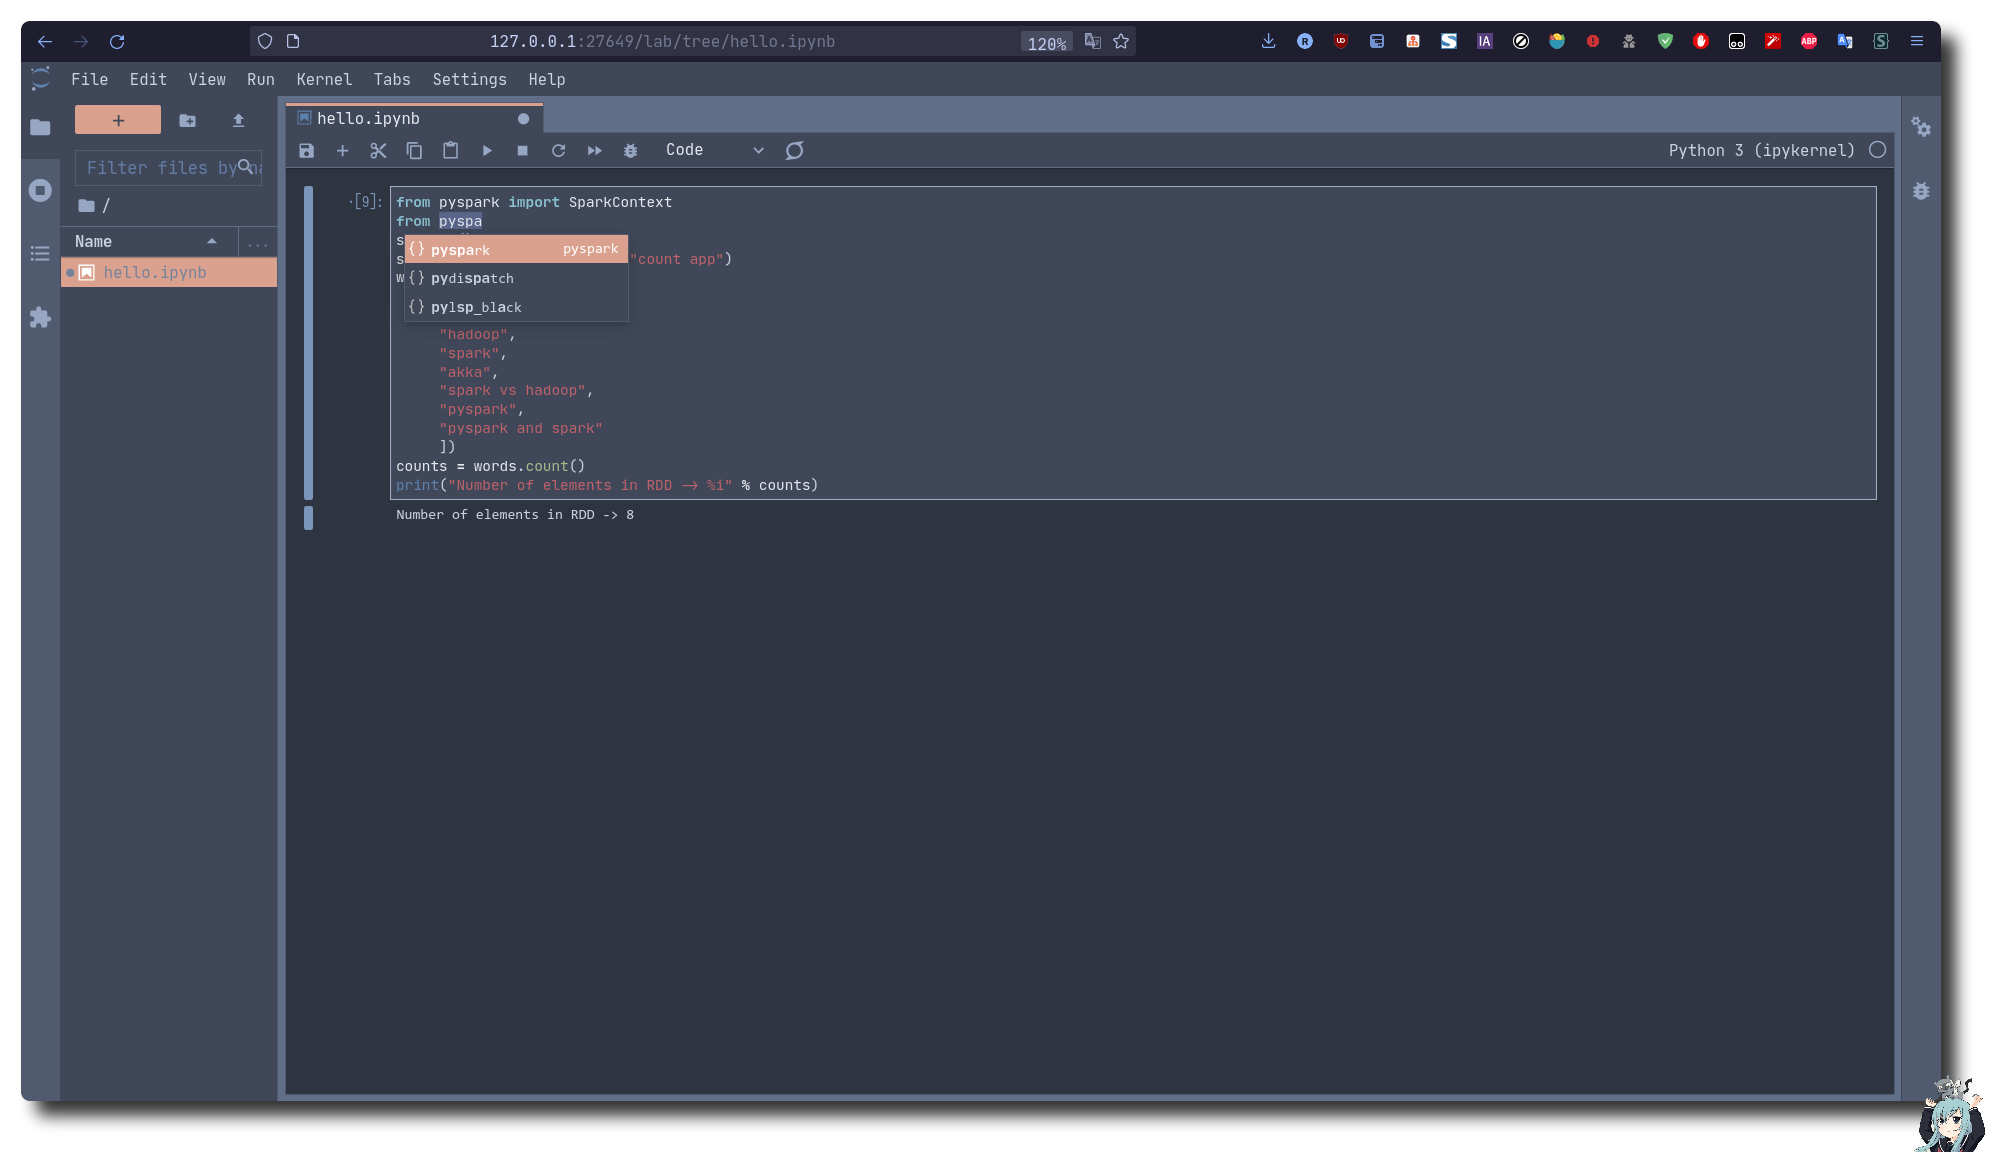 127.0.0.1:27649/lab/tree/hello.ipynb 120%
File Edit View Run Kernel Tabs Settings Help
hello.ipynb
Filter files by na
Code
Python 3 (ipykernel)
/
Name ...
hello.ipynb
[9]:
from pyspark import SparkContext
from pyspa
s
{} pyspark pyspark
s "count app")
{} pydispatch
w
{} pylsp_black
"hadoop",
"spark",
"akka",
"spark vs hadoop",
"pyspark",
"pyspark and spark"
])
counts = words.count()
print("Number of elements in RDD -> %i" % counts)
Number of elements in RDD -> 8